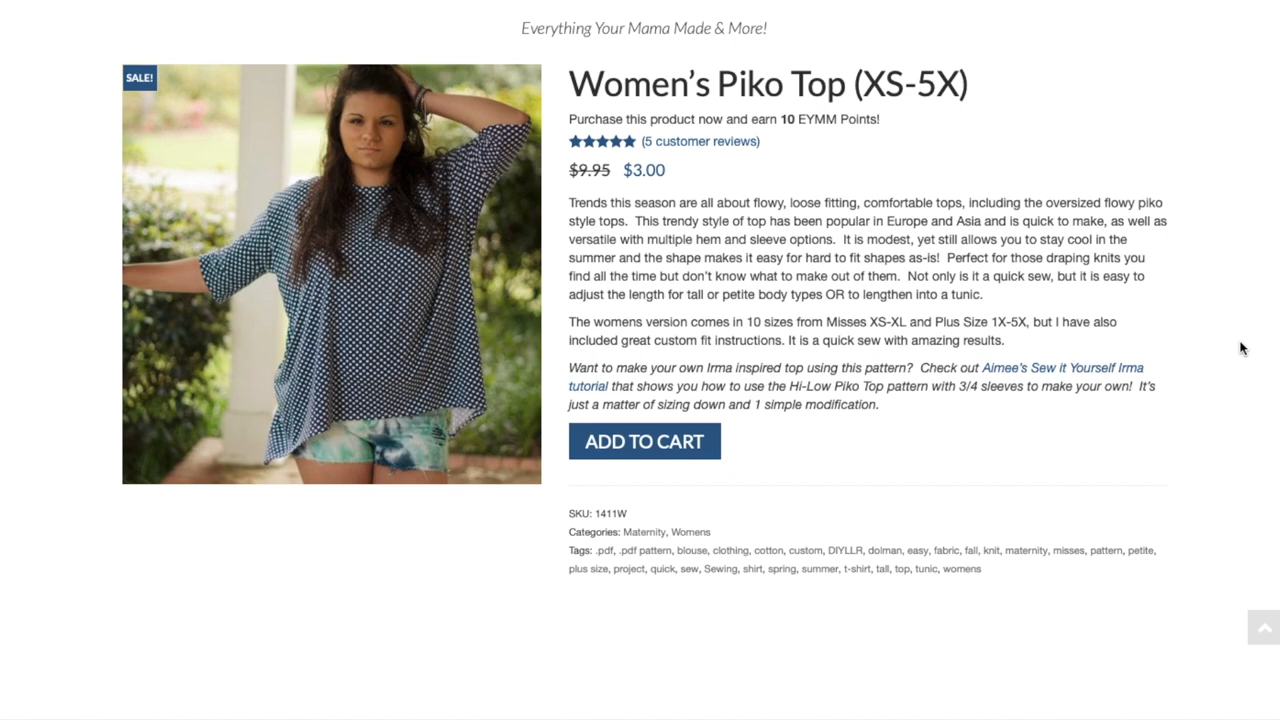 Everything Your Mama Made & More!
SALE!
Women's Piko Top (XS-5X)
Purchase this product now and earn 10 EYMM Points!
(5 customer reviews)
$9.95 $3.00
Trends this season are all about flowy, loose fitting, comfortable tops, including the oversized flowy piko
style tops.  This trendy style of top has been popular in Europe and Asia and is quick to make, as well as
versatile with multiple hem and sleeve options.  It is modest, yet still allows you to stay cool in the
summer and the shape makes it easy for hard to fit shapes as-is!  Perfect for those draping knits you
find all the time but don't know what to make out of them.  Not only is it a quick sew, but it is easy to
adjust the length for tall or petite body types OR to lengthen into a tunic.
The womens version comes in 10 sizes from Misses XS-XL and Plus Size 1X-5X, but I have also
included great custom fit instructions. It is a quick sew with amazing results.
Want to make your own Irma inspired top using this pattern?  Check out Aimee's Sew it Yourself Irma
tutorial that shows you how to use the Hi-Low Piko Top pattern with 3/4 sleeves to make your own!  It's
just a matter of sizing down and 1 simple modification.
ADD TO CART
SKU: 1411W
Categories: Maternity, Womens
Tags: .pdf, .pdf pattern, blouse, clothing, cotton, custom, DIYLLR, dolman, easy, fabric, fall, knit, maternity, misses, pattern, petite,
plus size, project, quick, sew, Sewing, shirt, spring, summer, t-shirt, tall, top, tunic, womens